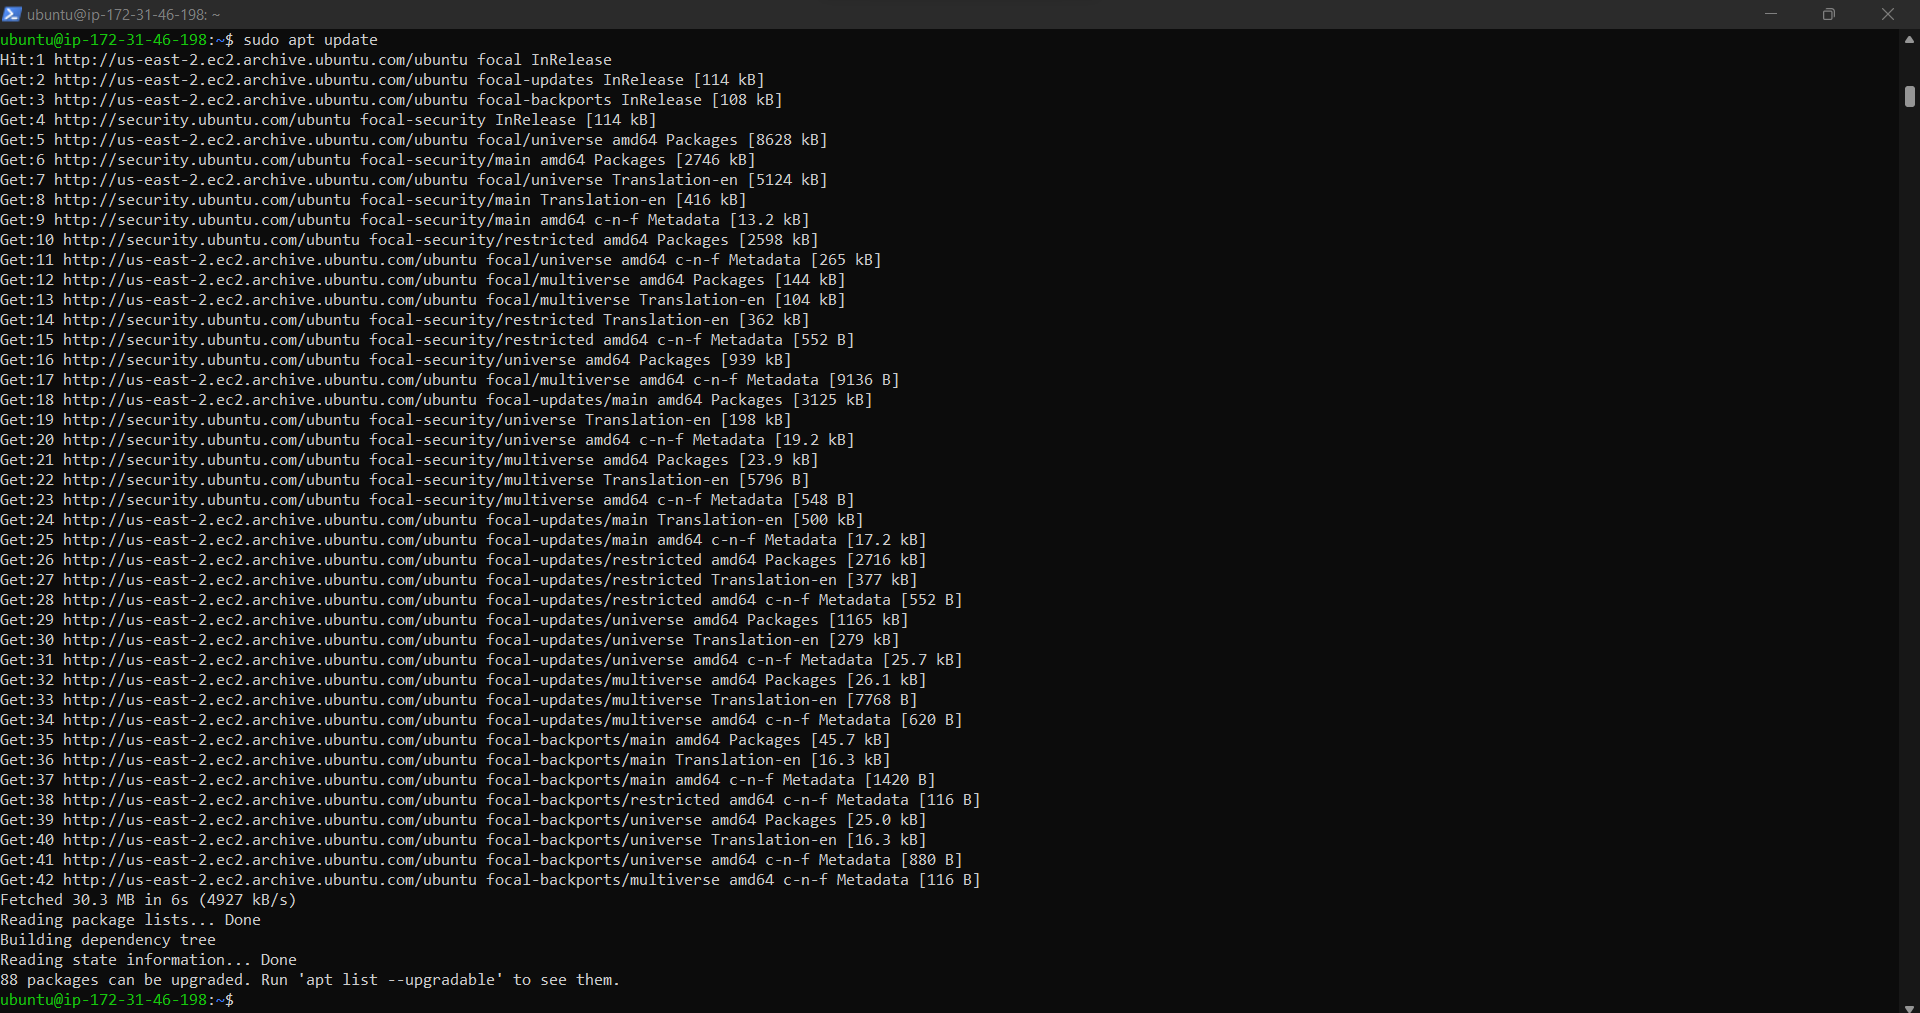 ubuntu@ip-172-31-46-198: ~
ubuntu@ip-172-31-46-198:~$ sudo apt update
Hit:1 http://us-east-2.ec2.archive.ubuntu.com/ubuntu focal InRelease
Get:2 http://us-east-2.ec2.archive.ubuntu.com/ubuntu focal-updates InRelease [114 kB]
Get:3 http://us-east-2.ec2.archive.ubuntu.com/ubuntu focal-backports InRelease [108 kB]
Get:4 http://security.ubuntu.com/ubuntu focal-security InRelease [114 kB]
Get:5 http://us-east-2.ec2.archive.ubuntu.com/ubuntu focal/universe amd64 Packages [8628 kB]
Get:6 http://security.ubuntu.com/ubuntu focal-security/main amd64 Packages [2746 kB]
Get:7 http://us-east-2.ec2.archive.ubuntu.com/ubuntu focal/universe Translation-en [5124 kB]
Get:8 http://security.ubuntu.com/ubuntu focal-security/main Translation-en [416 kB]
Get:9 http://security.ubuntu.com/ubuntu focal-security/main amd64 c-n-f Metadata [13.2 kB]
Get:10 http://security.ubuntu.com/ubuntu focal-security/restricted amd64 Packages [2598 kB]
Get:11 http://us-east-2.ec2.archive.ubuntu.com/ubuntu focal/universe amd64 c-n-f Metadata [265 kB]
Get:12 http://us-east-2.ec2.archive.ubuntu.com/ubuntu focal/multiverse amd64 Packages [144 kB]
Get:13 http://us-east-2.ec2.archive.ubuntu.com/ubuntu focal/multiverse Translation-en [104 kB]
Get:14 http://security.ubuntu.com/ubuntu focal-security/restricted Translation-en [362 kB]
Get:15 http://security.ubuntu.com/ubuntu focal-security/restricted amd64 c-n-f Metadata [552 B]
Get:16 http://security.ubuntu.com/ubuntu focal-security/universe amd64 Packages [939 kB]
Get:17 http://us-east-2.ec2.archive.ubuntu.com/ubuntu focal/multiverse amd64 c-n-f Metadata [9136 B]
Get:18 http://us-east-2.ec2.archive.ubuntu.com/ubuntu focal-updates/main amd64 Packages [3125 kB]
Get:19 http://security.ubuntu.com/ubuntu focal-security/universe Translation-en [198 kB]
Get:20 http://security.ubuntu.com/ubuntu focal-security/universe amd64 c-n-f Metadata [19.2 kB]
Get:21 http://security.ubuntu.com/ubuntu focal-security/multiverse amd64 Packages [23.9 kB]
Get:22 http://security.ubuntu.com/ubuntu focal-security/multiverse Translation-en [5796 B]
Get:23 http://security.ubuntu.com/ubuntu focal-security/multiverse amd64 c-n-f Metadata [548 B]
Get:24 http://us-east-2.ec2.archive.ubuntu.com/ubuntu focal-updates/main Translation-en [500 kB]
Get:25 http://us-east-2.ec2.archive.ubuntu.com/ubuntu focal-updates/main amd64 c-n-f Metadata [17.2 kB]
Get:26 http://us-east-2.ec2.archive.ubuntu.com/ubuntu focal-updates/restricted amd64 Packages [2716 kB]
Get:27 http://us-east-2.ec2.archive.ubuntu.com/ubuntu focal-updates/restricted Translation-en [377 kB]
Get:28 http://us-east-2.ec2.archive.ubuntu.com/ubuntu focal-updates/restricted amd64 c-n-f Metadata [552 B]
Get:29 http://us-east-2.ec2.archive.ubuntu.com/ubuntu focal-updates/universe amd64 Packages [1165 kB]
Get:30 http://us-east-2.ec2.archive.ubuntu.com/ubuntu focal-updates/universe Translation-en [279 kB]
Get:31 http://us-east-2.ec2.archive.ubuntu.com/ubuntu focal-updates/universe amd64 c-n-f Metadata [25.7 kB]
Get:32 http://us-east-2.ec2.archive.ubuntu.com/ubuntu focal-updates/multiverse amd64 Packages [26.1 kB]
Get:33 http://us-east-2.ec2.archive.ubuntu.com/ubuntu focal-updates/multiverse Translation-en [7768 B]
Get:34 http://us-east-2.ec2.archive.ubuntu.com/ubuntu focal-updates/multiverse amd64 c-n-f Metadata [620 B]
Get:35 http://us-east-2.ec2.archive.ubuntu.com/ubuntu focal-backports/main amd64 Packages [45.7 kB]
Get:36 http://us-east-2.ec2.archive.ubuntu.com/ubuntu focal-backports/main Translation-en [16.3 kB]
Get:37 http://us-east-2.ec2.archive.ubuntu.com/ubuntu focal-backports/main amd64 c-n-f Metadata [1420 B]
Get:38 http://us-east-2.ec2.archive.ubuntu.com/ubuntu focal-backports/restricted amd64 c-n-f Metadata [116 B]
Get:39 http://us-east-2.ec2.archive.ubuntu.com/ubuntu focal-backports/universe amd64 Packages [25.0 kB]
Get:40 http://us-east-2.ec2.archive.ubuntu.com/ubuntu focal-backports/universe Translation-en [16.3 kB]
Get:41 http://us-east-2.ec2.archive.ubuntu.com/ubuntu focal-backports/universe amd64 c-n-f Metadata [880 B]
Get:42 http://us-east-2.ec2.archive.ubuntu.com/ubuntu focal-backports/multiverse amd64 c-n-f Metadata [116 B]
Fetched 30.3 MB in 6s (4927 kB/s)
Reading package lists... Done
Building dependency tree
Reading state information... Done
88 packages can be upgraded. Run 'apt list --upgradable' to see them.
ubuntu@ip-172-31-46-198:~$